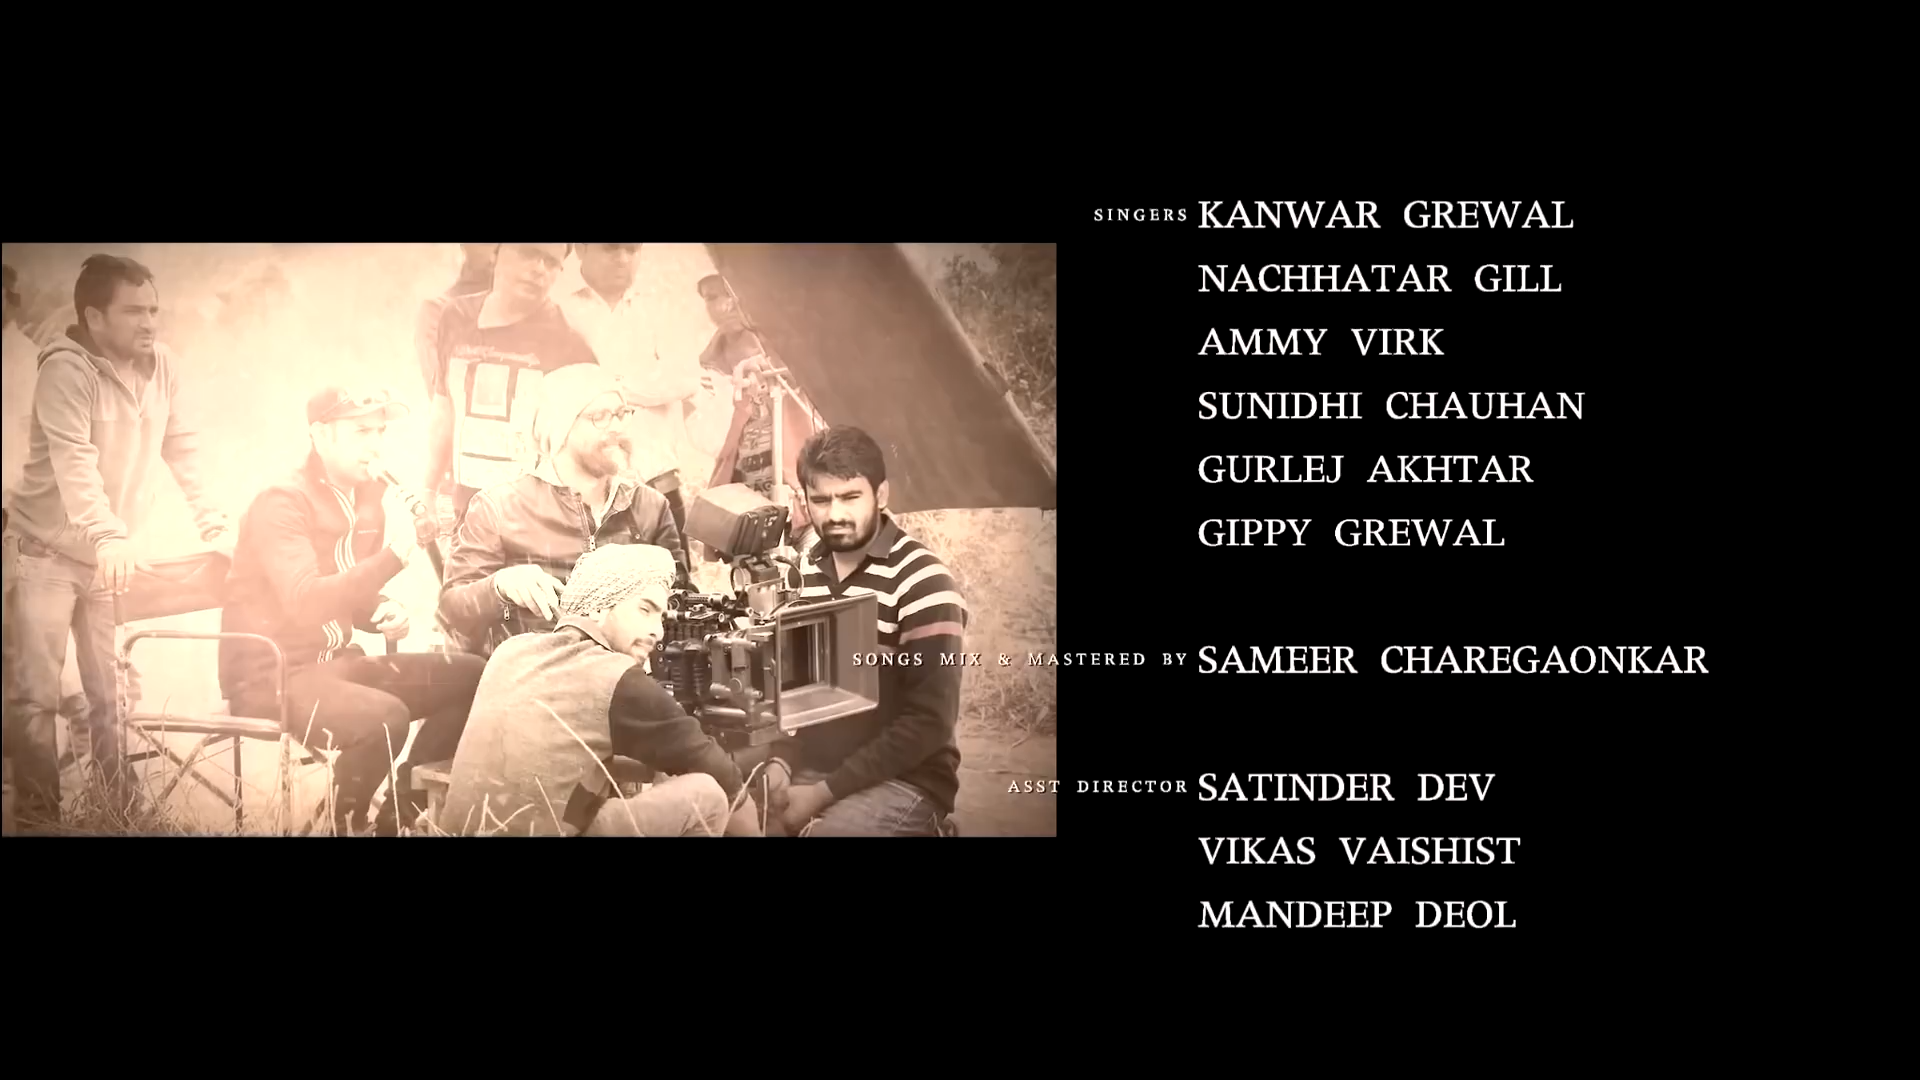 SINGERS KANWAR GREWAL
NACHHATAR GILL
AMMY VIRK
SUNIDHI CHAUHAN
GURLEJ AKHTAR
GIPPY GREWAL
SONGS MIX & MASTERED BY SAMEER CHAREGAONKAR
ASST DIRECTOR SATINDER DEV
VIKAS VAISHIST
MANDEEP DEOL